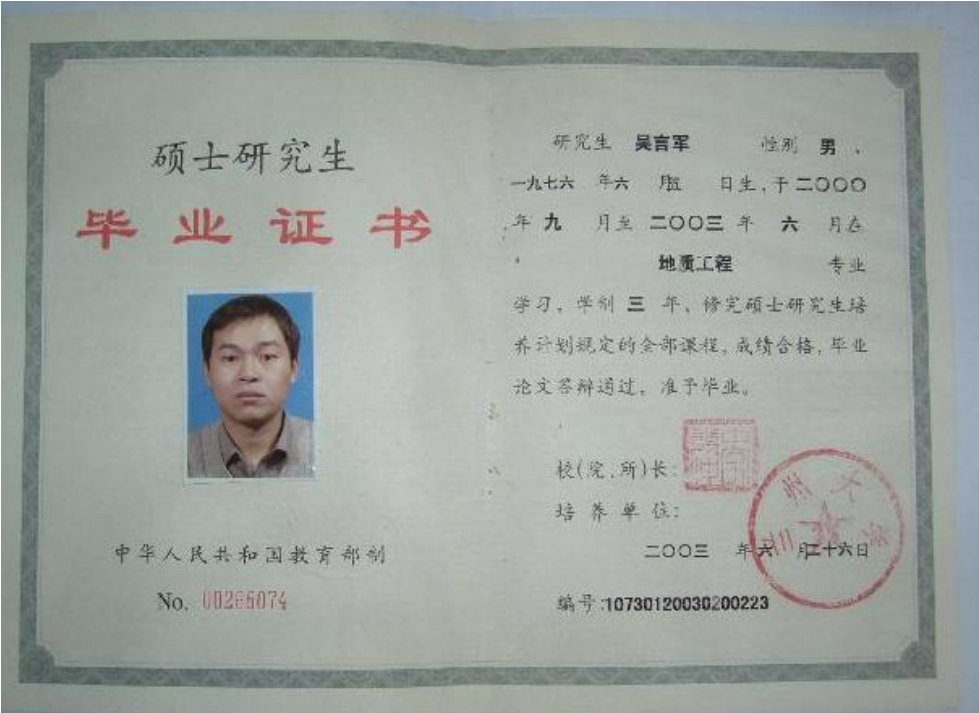 硕士研究生
毕业证书
中华人民共和国教育部制
No. 00266074
研究生 吴言军 性别 男 、
一九七六 年六 月五 日生，于二〇〇〇
年 九 月至 二〇〇三 年 六 月在
地质工程 专业
学习，学制 三 年，修完硕士研究生培
养计划规定的全部课程，成绩合格，毕业
论文答辩通过。准予毕业。
校(院、所)长：
培养单位：
二〇〇三 年六 月二十六日
编号：10730120030200223